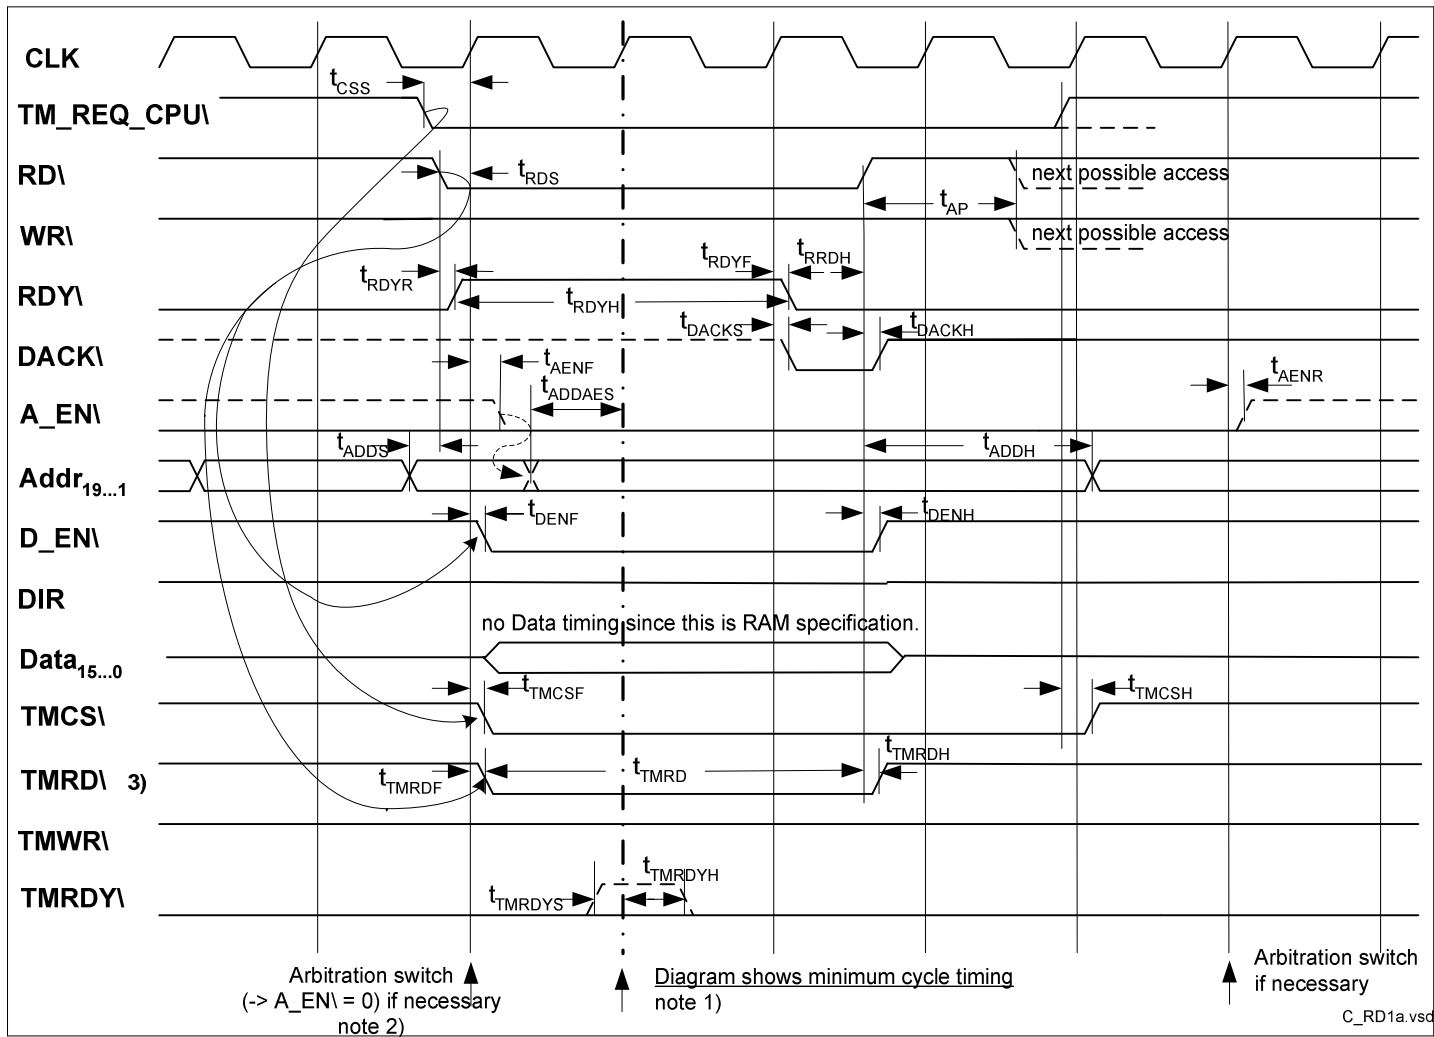 CLK
tCSS
TM_REQ_CPU\
RD\
tRDS
next possible access
tAP
WR\
next possible access
tRDYF
tRRDH
tRDYR
RDY\
tRDYH
tDACKS
tDACKH
DACK\
tAENF
tAENR
tADDAES
A_EN\
tADDS
tADDH
Addr19...1
tDENF
tDENH
D_EN\
DIR
no Data timing since this is RAM specification.
Data15...0
tTMCSF
tTMCSH
TMCS\
tTMRDH
TMRD\ 3)
tTMRDF
tTMRD
TMWR\
tTMRDYH
TMRDY\
tTMRDYS
Arbitration switch
(-> A_EN\ = 0) if necessary
note 2)
Diagram shows minimum cycle timing
note 1)
Arbitration switch
if necessary
C_RD1a.vsd